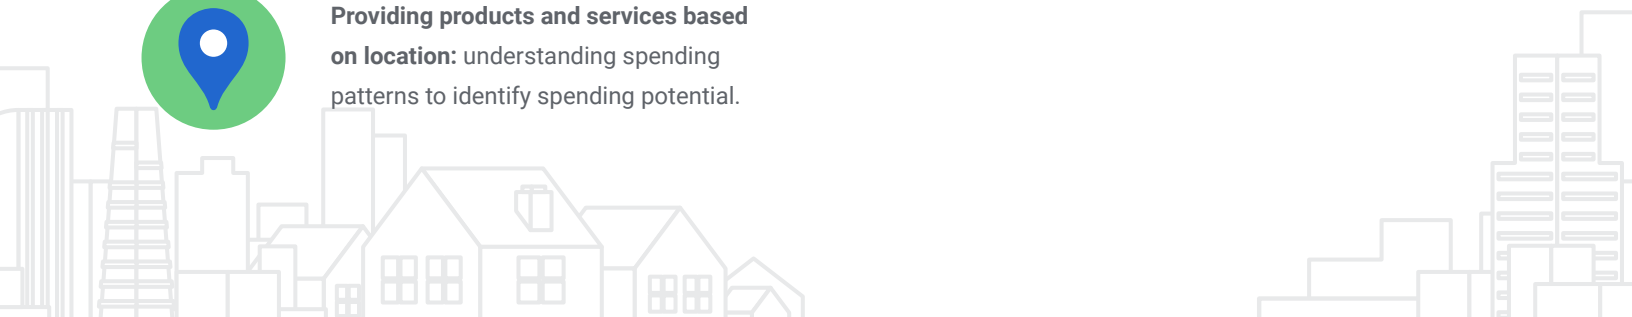 Providing products and services based
on location: understanding spending
patterns to identify spending potential.